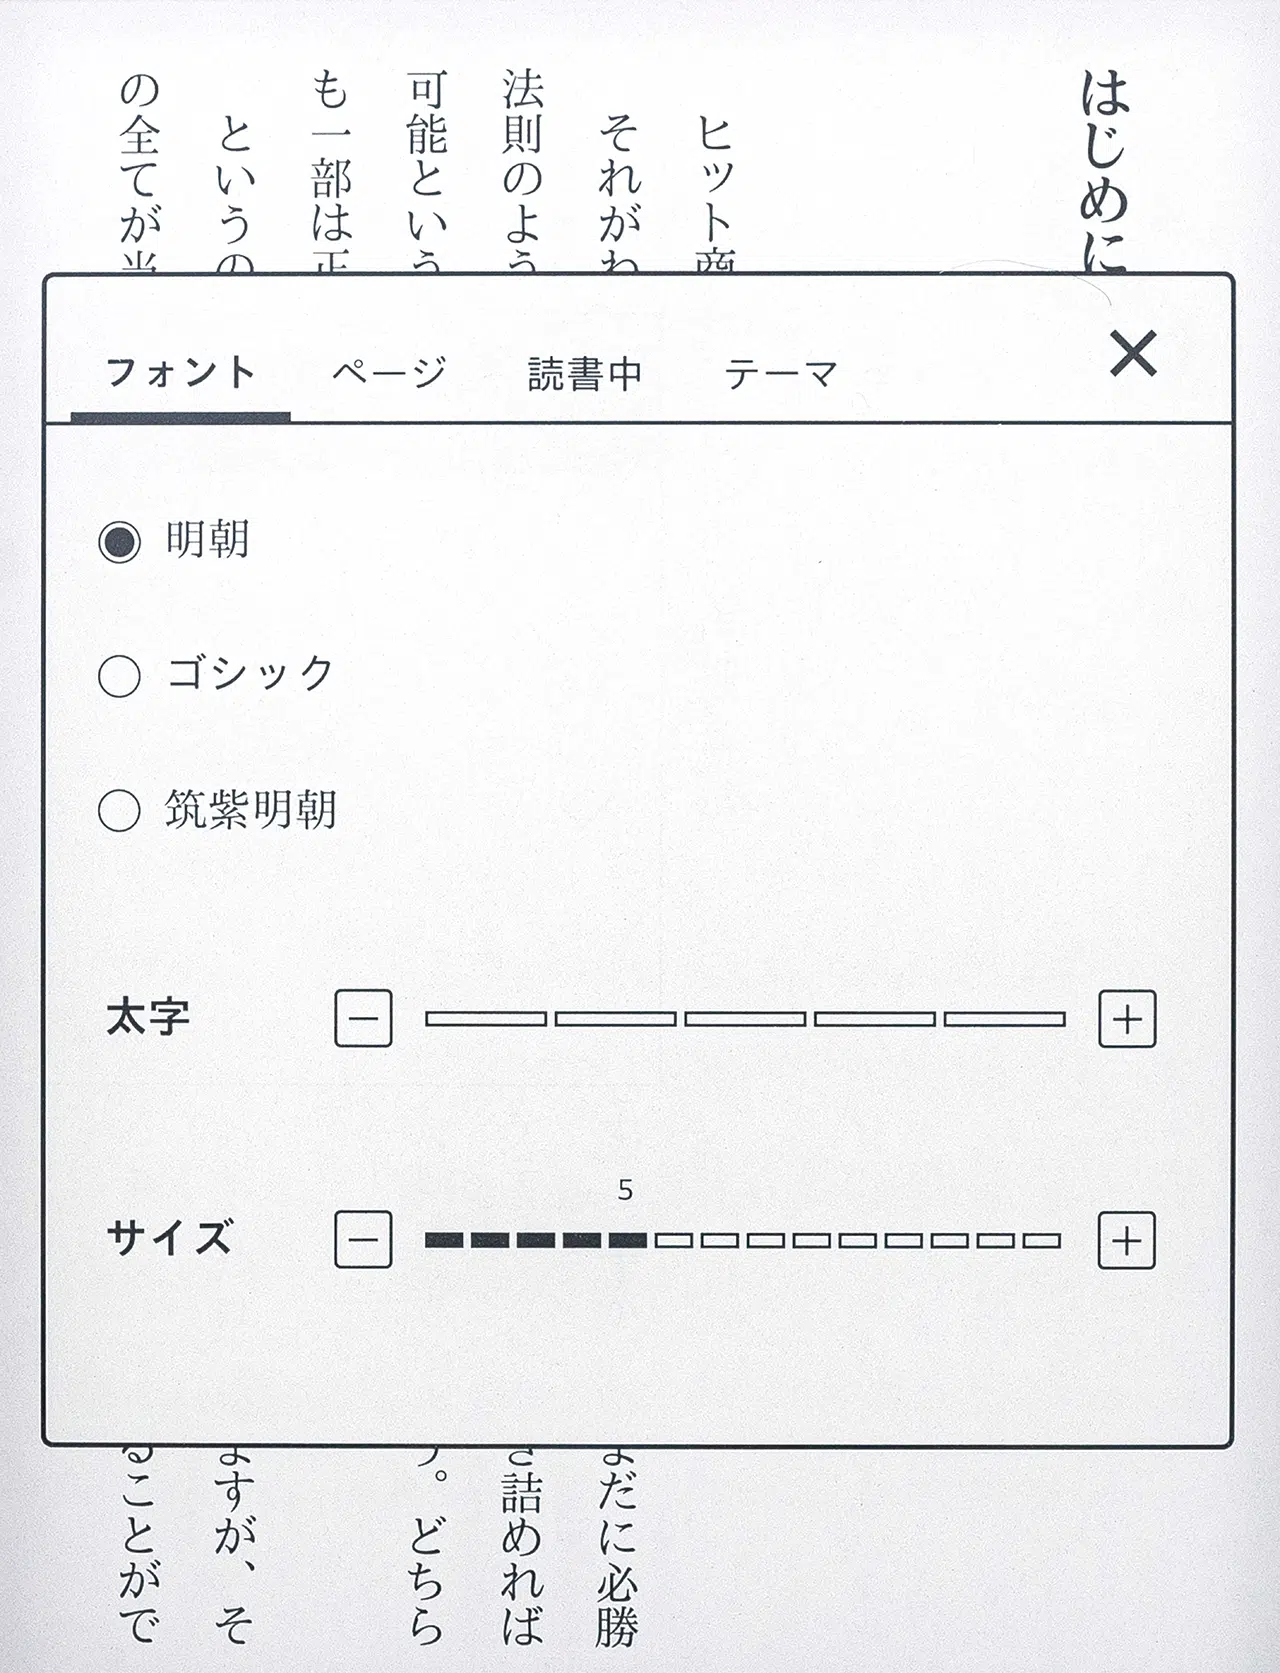 はじめに
ヒット商
それがわ
法則のよう
可能という
も一部は正
というの
の全てが当
フォント ページ 読書中 テーマ ×
明朝
ゴシック
筑紫明朝
太字 − +
5
サイズ − +
まだに必勝
き詰めれば
う。どちら
ますが、そ
ることがで